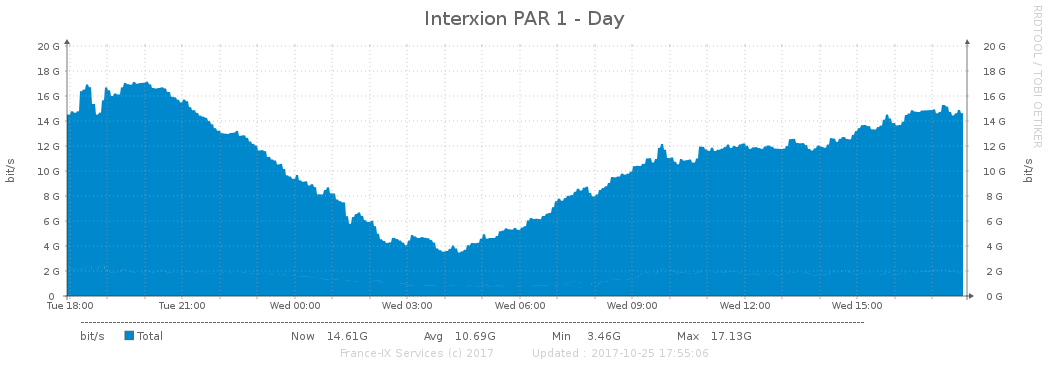 Interxion PAR 1 - Day
RRDTOOL / TOBI OETIKER
20 G 20 G
18 G 18 G
16 G 16 G
14 G 14 G
12 G 12 G
10 G 10 G
8 G 8 G
6 G 6 G
4 G 4 G
2 G 2 G
0 0 G
bit/s
bit/s
Tue 18:00 Tue 21:00 Wed 00:00 Wed 03:00 Wed 06:00 Wed 09:00 Wed 12:00 Wed 15:00
bit/s Total Now 14.61G Avg 10.69G Min 3.46G Max 17.13G
France-IX Services (c) 2017 Updated : 2017-10-25 17:55:06